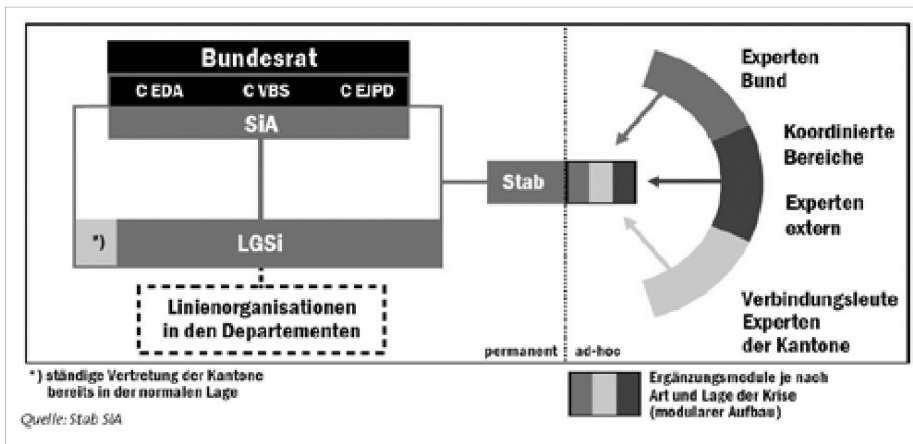 Bundesrat
C EDA C VBS C EJPD
SiA
*) LGSi
Linienorganisationen
in den Departementen
Stab
permanent ad-hoc
Experten
Bund
Koordinierte
Bereiche
Experten
extern
Verbindungsleute
Experten
der Kantone
*) ständige Vertretung der Kantone
bereits in der normalen Lage
Ergänzungsmodule je nach
Art und Lage der Krise
(modularer Aufbau)
Quelle: Stab SiA